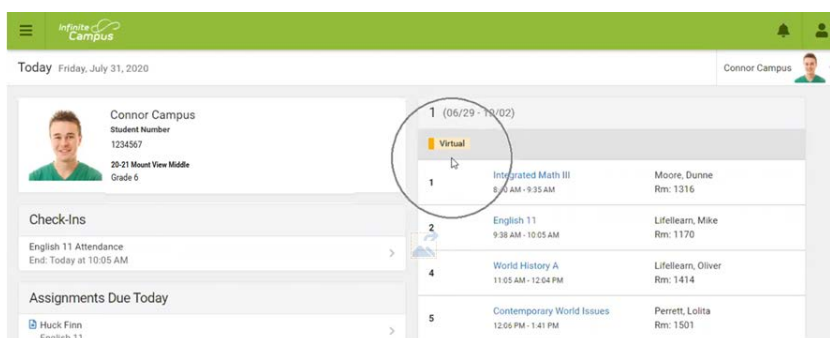 Infinite
Campus
Today Friday, July 31, 2020
Connor Campus
Connor Campus
Student Number
1234567
20-21 Mount View Middle
Grade 6
Check-Ins
English 11 Attendance
End: Today at 10:05 AM
Assignments Due Today
Huck Finn
English 11
1 (06/29 - 10/02)
Virtual
1 Integrated Math III Moore, Dunne
AM - 9:35 AM Rm: 1316
2 English 11 Lifellearn, Mike
9:38 AM - 10:05 AM Rm: 1170
4 World History A Lifellearn, Oliver
11:05 AM - 12:04 PM Rm: 1414
5 Contemporary World Issues Perrett, Lolita
12:06 PM - 1:41 PM Rm: 1501